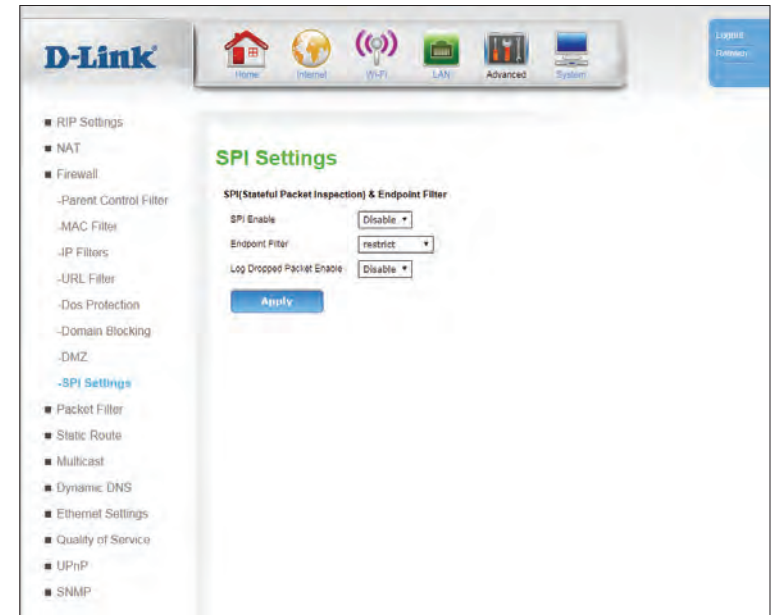 D-Link
Home
Internet
Wi-Fi
LAN
Advanced
System
Logout
RIP Settings
NAT
Firewall
-Parent Control Filter
-MAC Filter
-IP Filters
-URL Filter
-Dos Protection
-Domain Blocking
-DMZ
-SPI Settings
Packet Filter
Static Route
Multicast
Dynamic DNS
Ethernet Settings
Quality of Service
UPnP
SNMP
SPI Settings
SPI(Stateful Packet Inspection) & Endpoint Filter
SPI Enable Disable
Endpoint Filter restrict
Log Dropped Packet Enable Disable
Apply